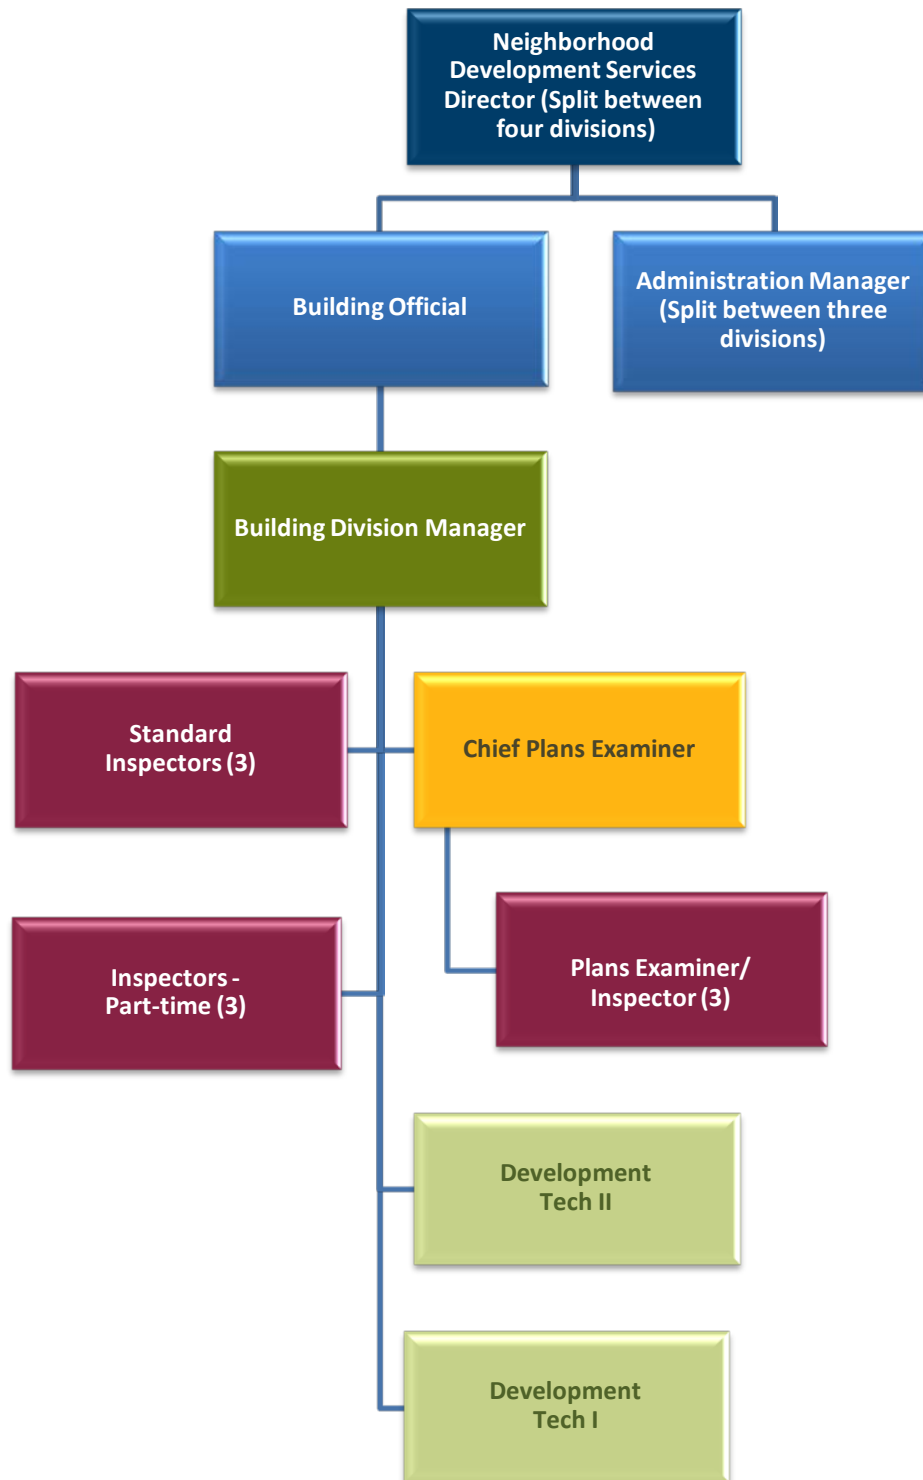 Neighborhood
Development Services
Director (Split between
four divisions)
Building Official
Administration Manager
(Split between three
divisions)
Building Division Manager
Standard
Inspectors (3)
Chief Plans Examiner
Inspectors -
Part-time (3)
Plans Examiner/
Inspector (3)
Development
Tech II
Development
Tech I